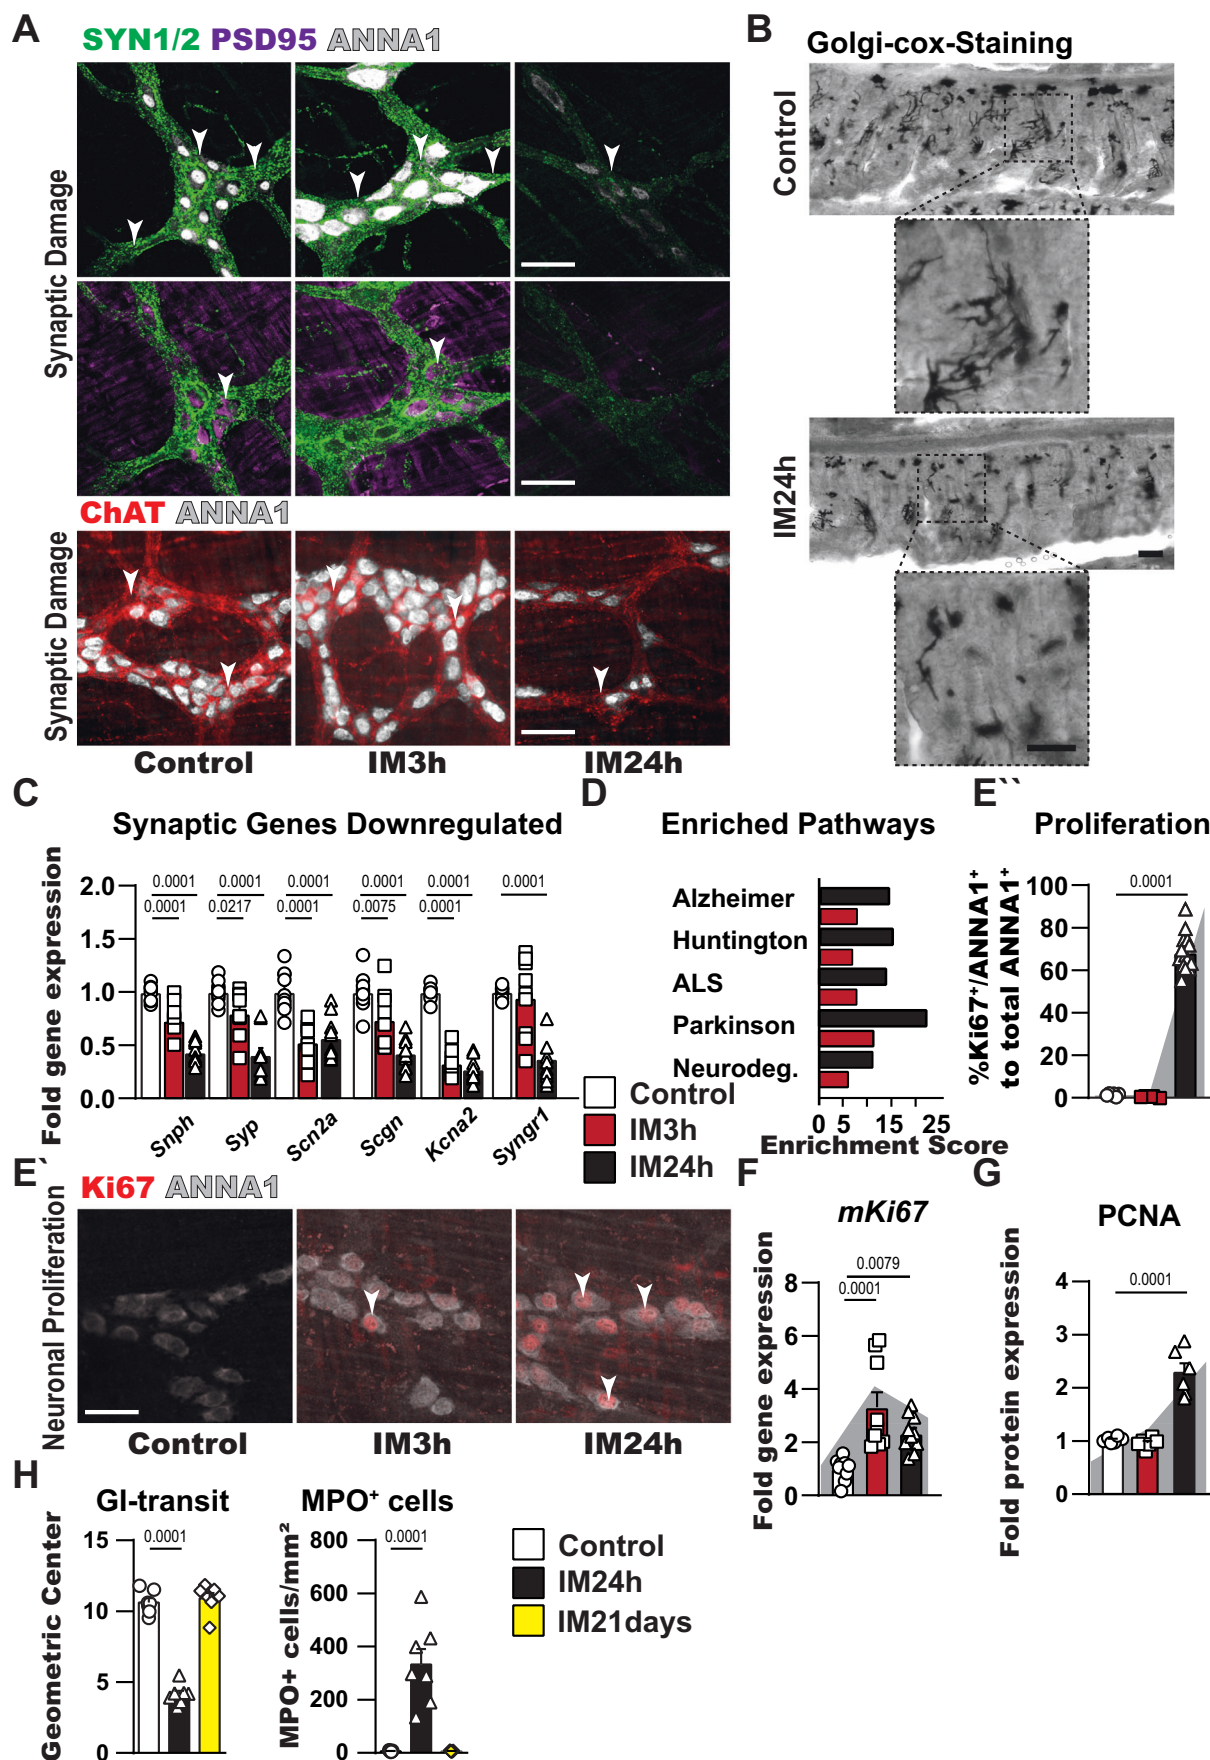 A
SYN1/2 PSD95 ANNA1
Synaptic Damage
ChAT ANNA1
Synaptic Damage
Control IM3h IM24h
B
Golgi-cox-Staining
Control
IM24h
C
Synaptic Genes Downregulated
Fold gene expression
2.0
1.5
1.0
0.5
0.0
0.0001 0.0001 0.0001 0.0001 0.0001 0.0001
0.0001 0.0217 0.0001 0.0075 0.0001
Snph Syp Scn2a Scgn Kcna2 Syngr1
Control
IM3h
IM24h
D
Enriched Pathways
Alzheimer
Huntington
ALS
Parkinson
Neurodeg.
0 5 15 25
Enrichment Score
E``
Proliferation
%Ki67⁺/ANNA1⁺
to total ANNA1⁺
100
80
60
40
20
0
0.0001
E´
Ki67 ANNA1
Neuronal Proliferation
Control IM3h IM24h
F
mKi67
Fold gene expression
8
6
4
2
0
0.0079
0.0001
G
PCNA
Fold protein expression
4
3
2
1
0
0.0001
H
GI-transit
Geometric Center
15
10
5
0
0.0001
MPO⁺ cells
MPO+ cells/mm²
800
600
400
200
0
0.0001
Control
IM24h
IM21days